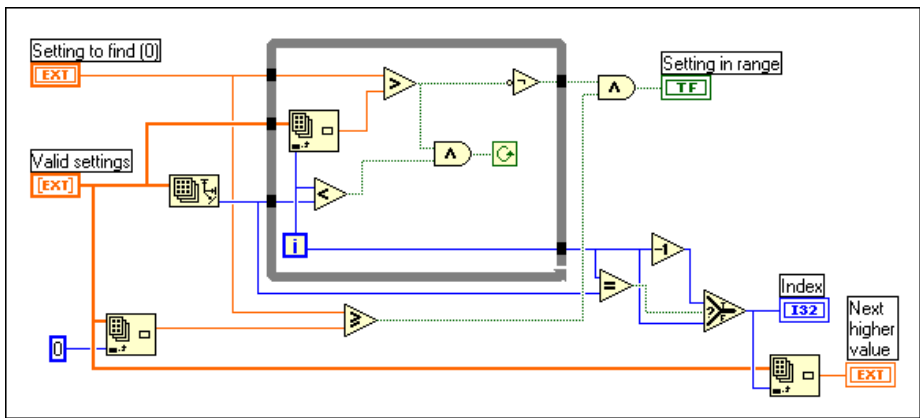 Setting to find (0)
EXT
Setting in range
TF
Valid settings
[EXT]
i
-1
Index
I32
0
Next
higher
value
EXT